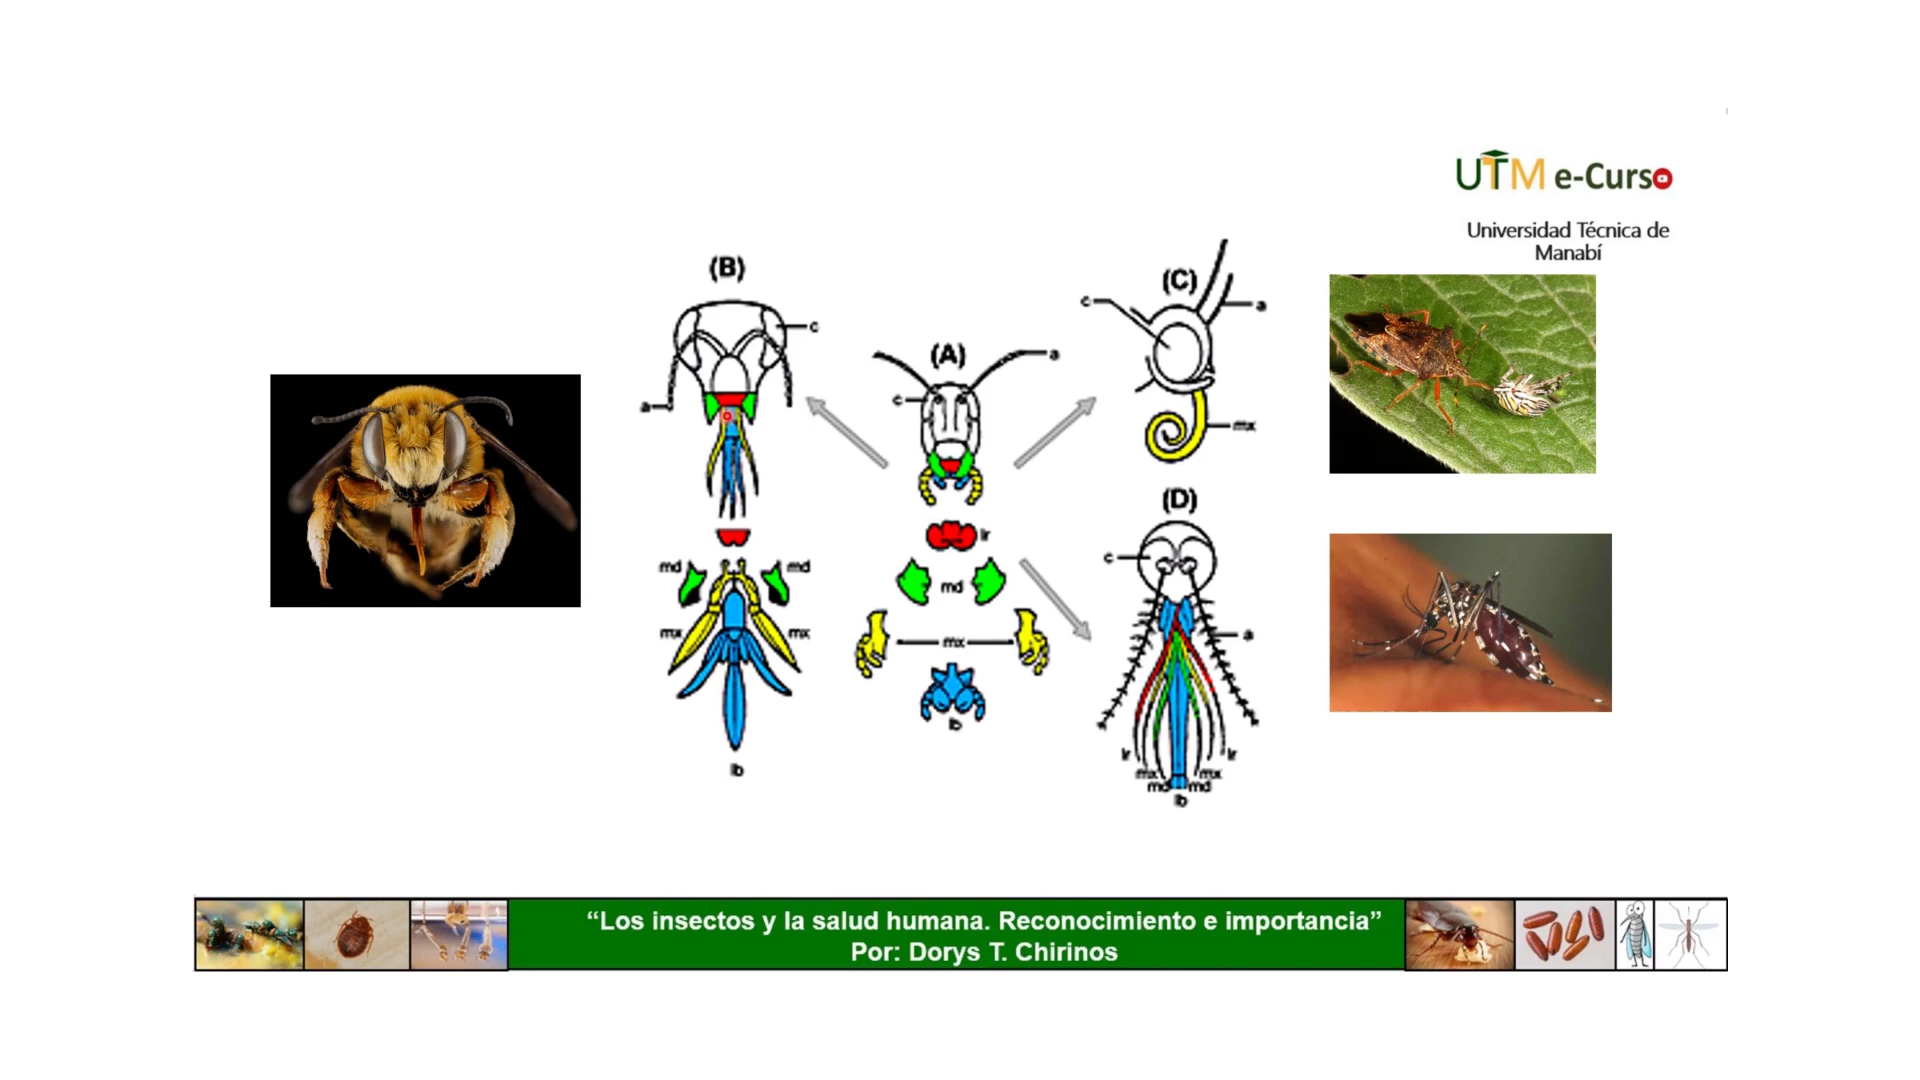 UTM e-Curso
Universidad Técnica de
Manabí
(B)
c
a
md
md
mx
mx
lb
(A)
a
c
lr
md
mx
lb
(C)
c
a
mx
(D)
c
a
lr
lr
mx
mx
md
md
lb
“Los insectos y la salud humana. Reconocimiento e importancia”
Por: Dorys T. Chirinos